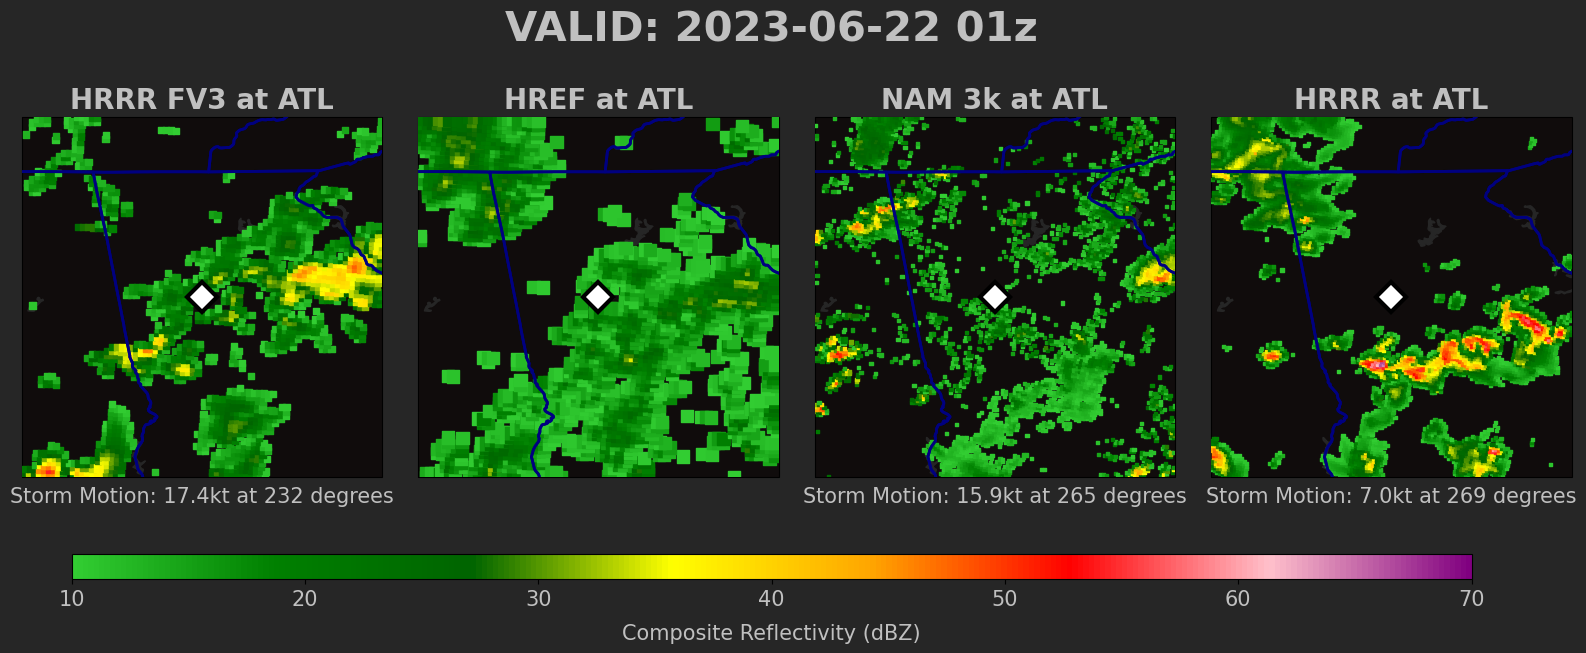 VALID: 2023-06-22 01z
HRRR FV3 at ATL
HREF at ATL
NAM 3k at ATL
HRRR at ATL
Storm Motion: 17.4kt at 232 degrees
Storm Motion: 15.9kt at 265 degrees
Storm Motion: 7.0kt at 269 degrees
10 20 30 40 50 60 70
Composite Reflectivity (dBZ)